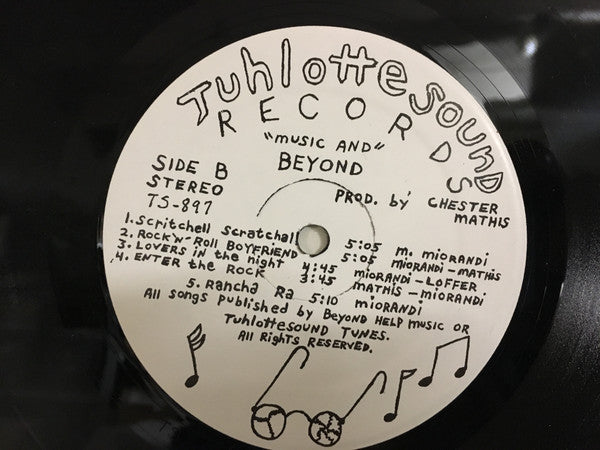 Tuhlottesound
RECORDS
"music AND"
BEYOND
SIDE B
STEREO
TS-897
PROD. by' CHESTER
MATHIS
1. Scritchell scratchall 5:05 m. miorandi
2. ROCK 'N' Roll BOYFRIEND 5:05 miorandi-mathis
3. LOVERS in the night 4:45 miorandi-LOFFER
4. ENTER the ROCK 3:45 mathis-miorandi
5. Rancha Ra 5:10 miorandi
All songs published by Beyond HELP music OR
TuhlotteSOUND TUNES.
All RighTs RESERVED.